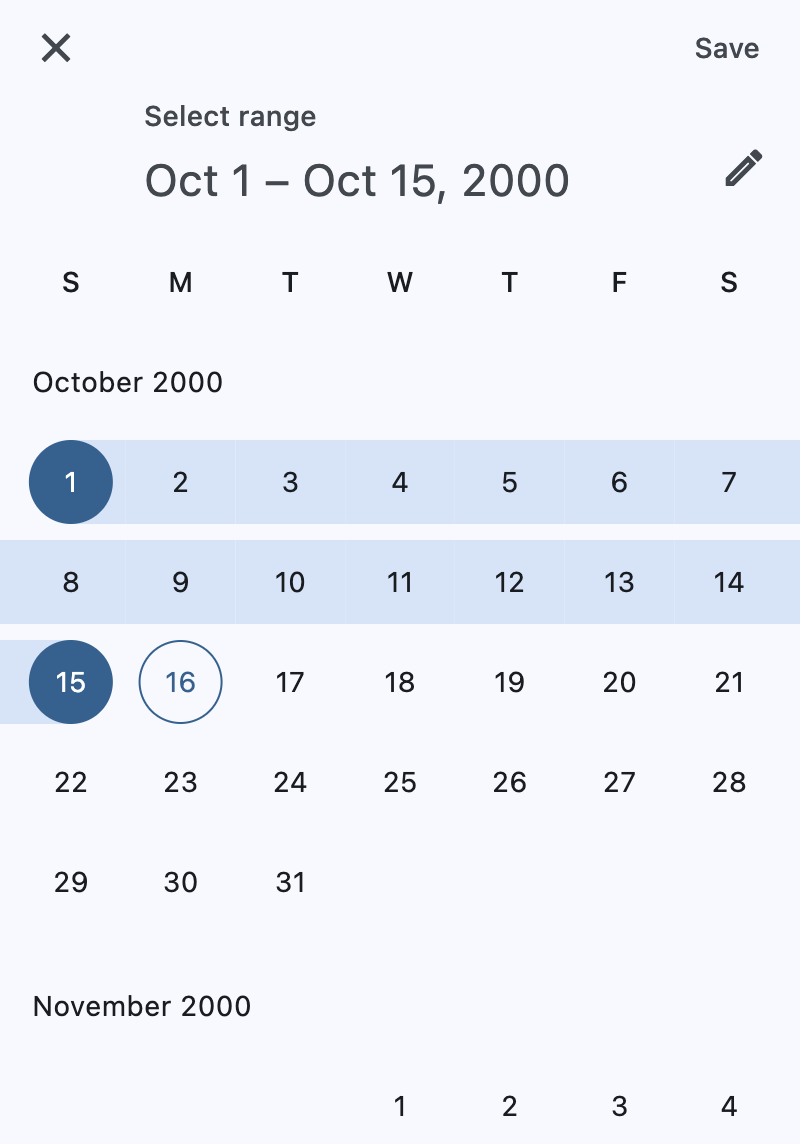 Save
Select range
Oct 1 – Oct 15, 2000
S M T W T F S
October 2000
1 2 3 4 5 6 7
8 9 10 11 12 13 14
15 16 17 18 19 20 21
22 23 24 25 26 27 28
29 30 31
November 2000
1 2 3 4